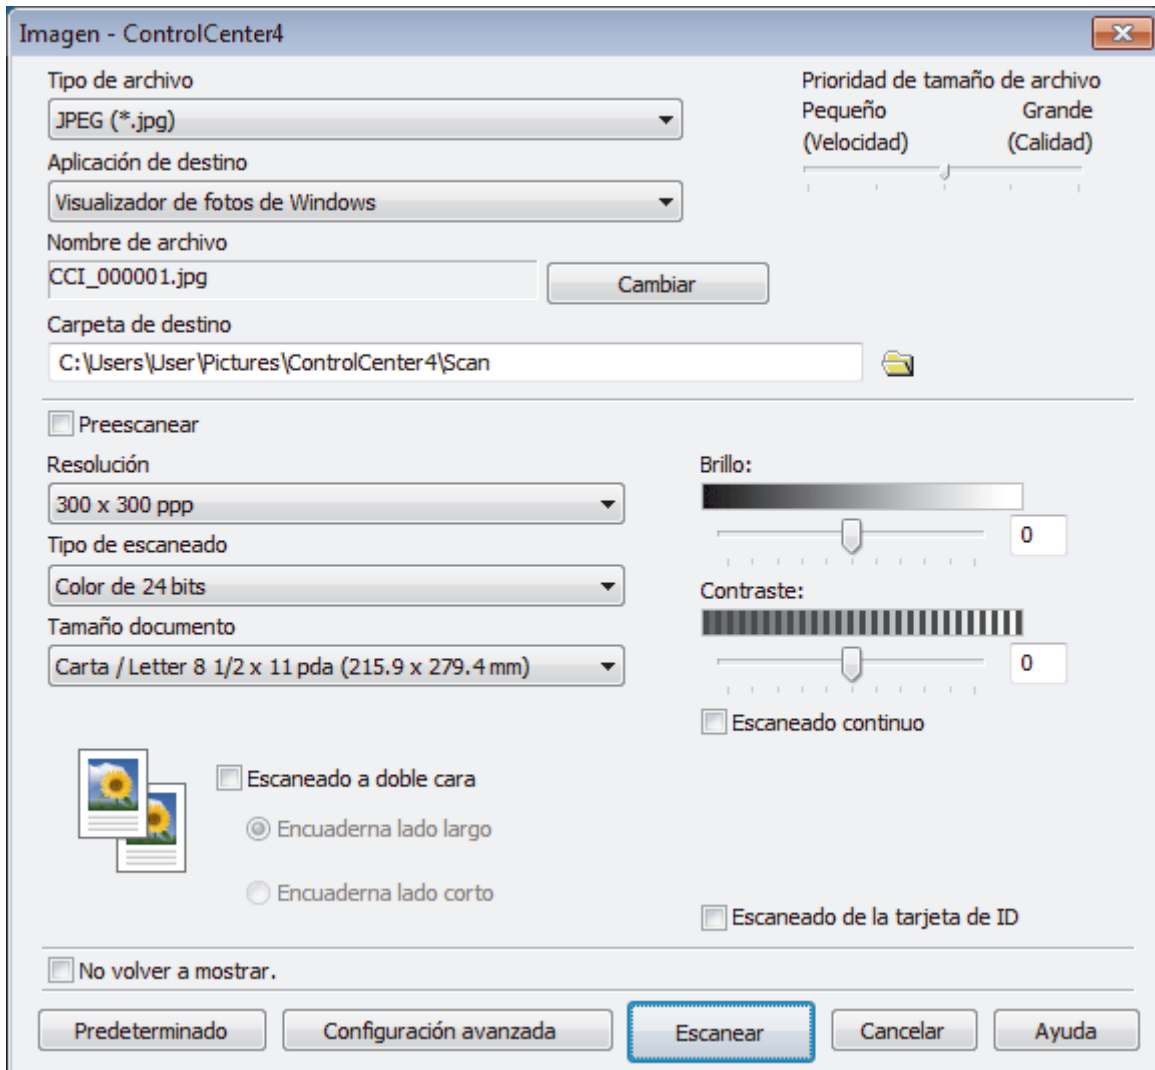 Imagen - ControlCenter4
Tipo de archivo
JPEG (*.jpg)
Aplicación de destino
Visualizador de fotos de Windows
Nombre de archivo
CCI_000001.jpg
Cambiar
Carpeta de destino
C:\Users\User\Pictures\ControlCenter4\Scan
Prioridad de tamaño de archivo
Pequeño Grande
(Velocidad) (Calidad)
Preescanear
Resolución
300 x 300 ppp
Tipo de escaneado
Color de 24 bits
Tamaño documento
Carta / Letter 8 1/2 x 11 pda (215.9 x 279.4 mm)
Brillo:
0
Contraste:
0
Escaneado continuo
Escaneado a doble cara
Encuaderna lado largo
Encuaderna lado corto
Escaneado de la tarjeta de ID
No volver a mostrar.
Predeterminado Configuración avanzada Escanear Cancelar Ayuda